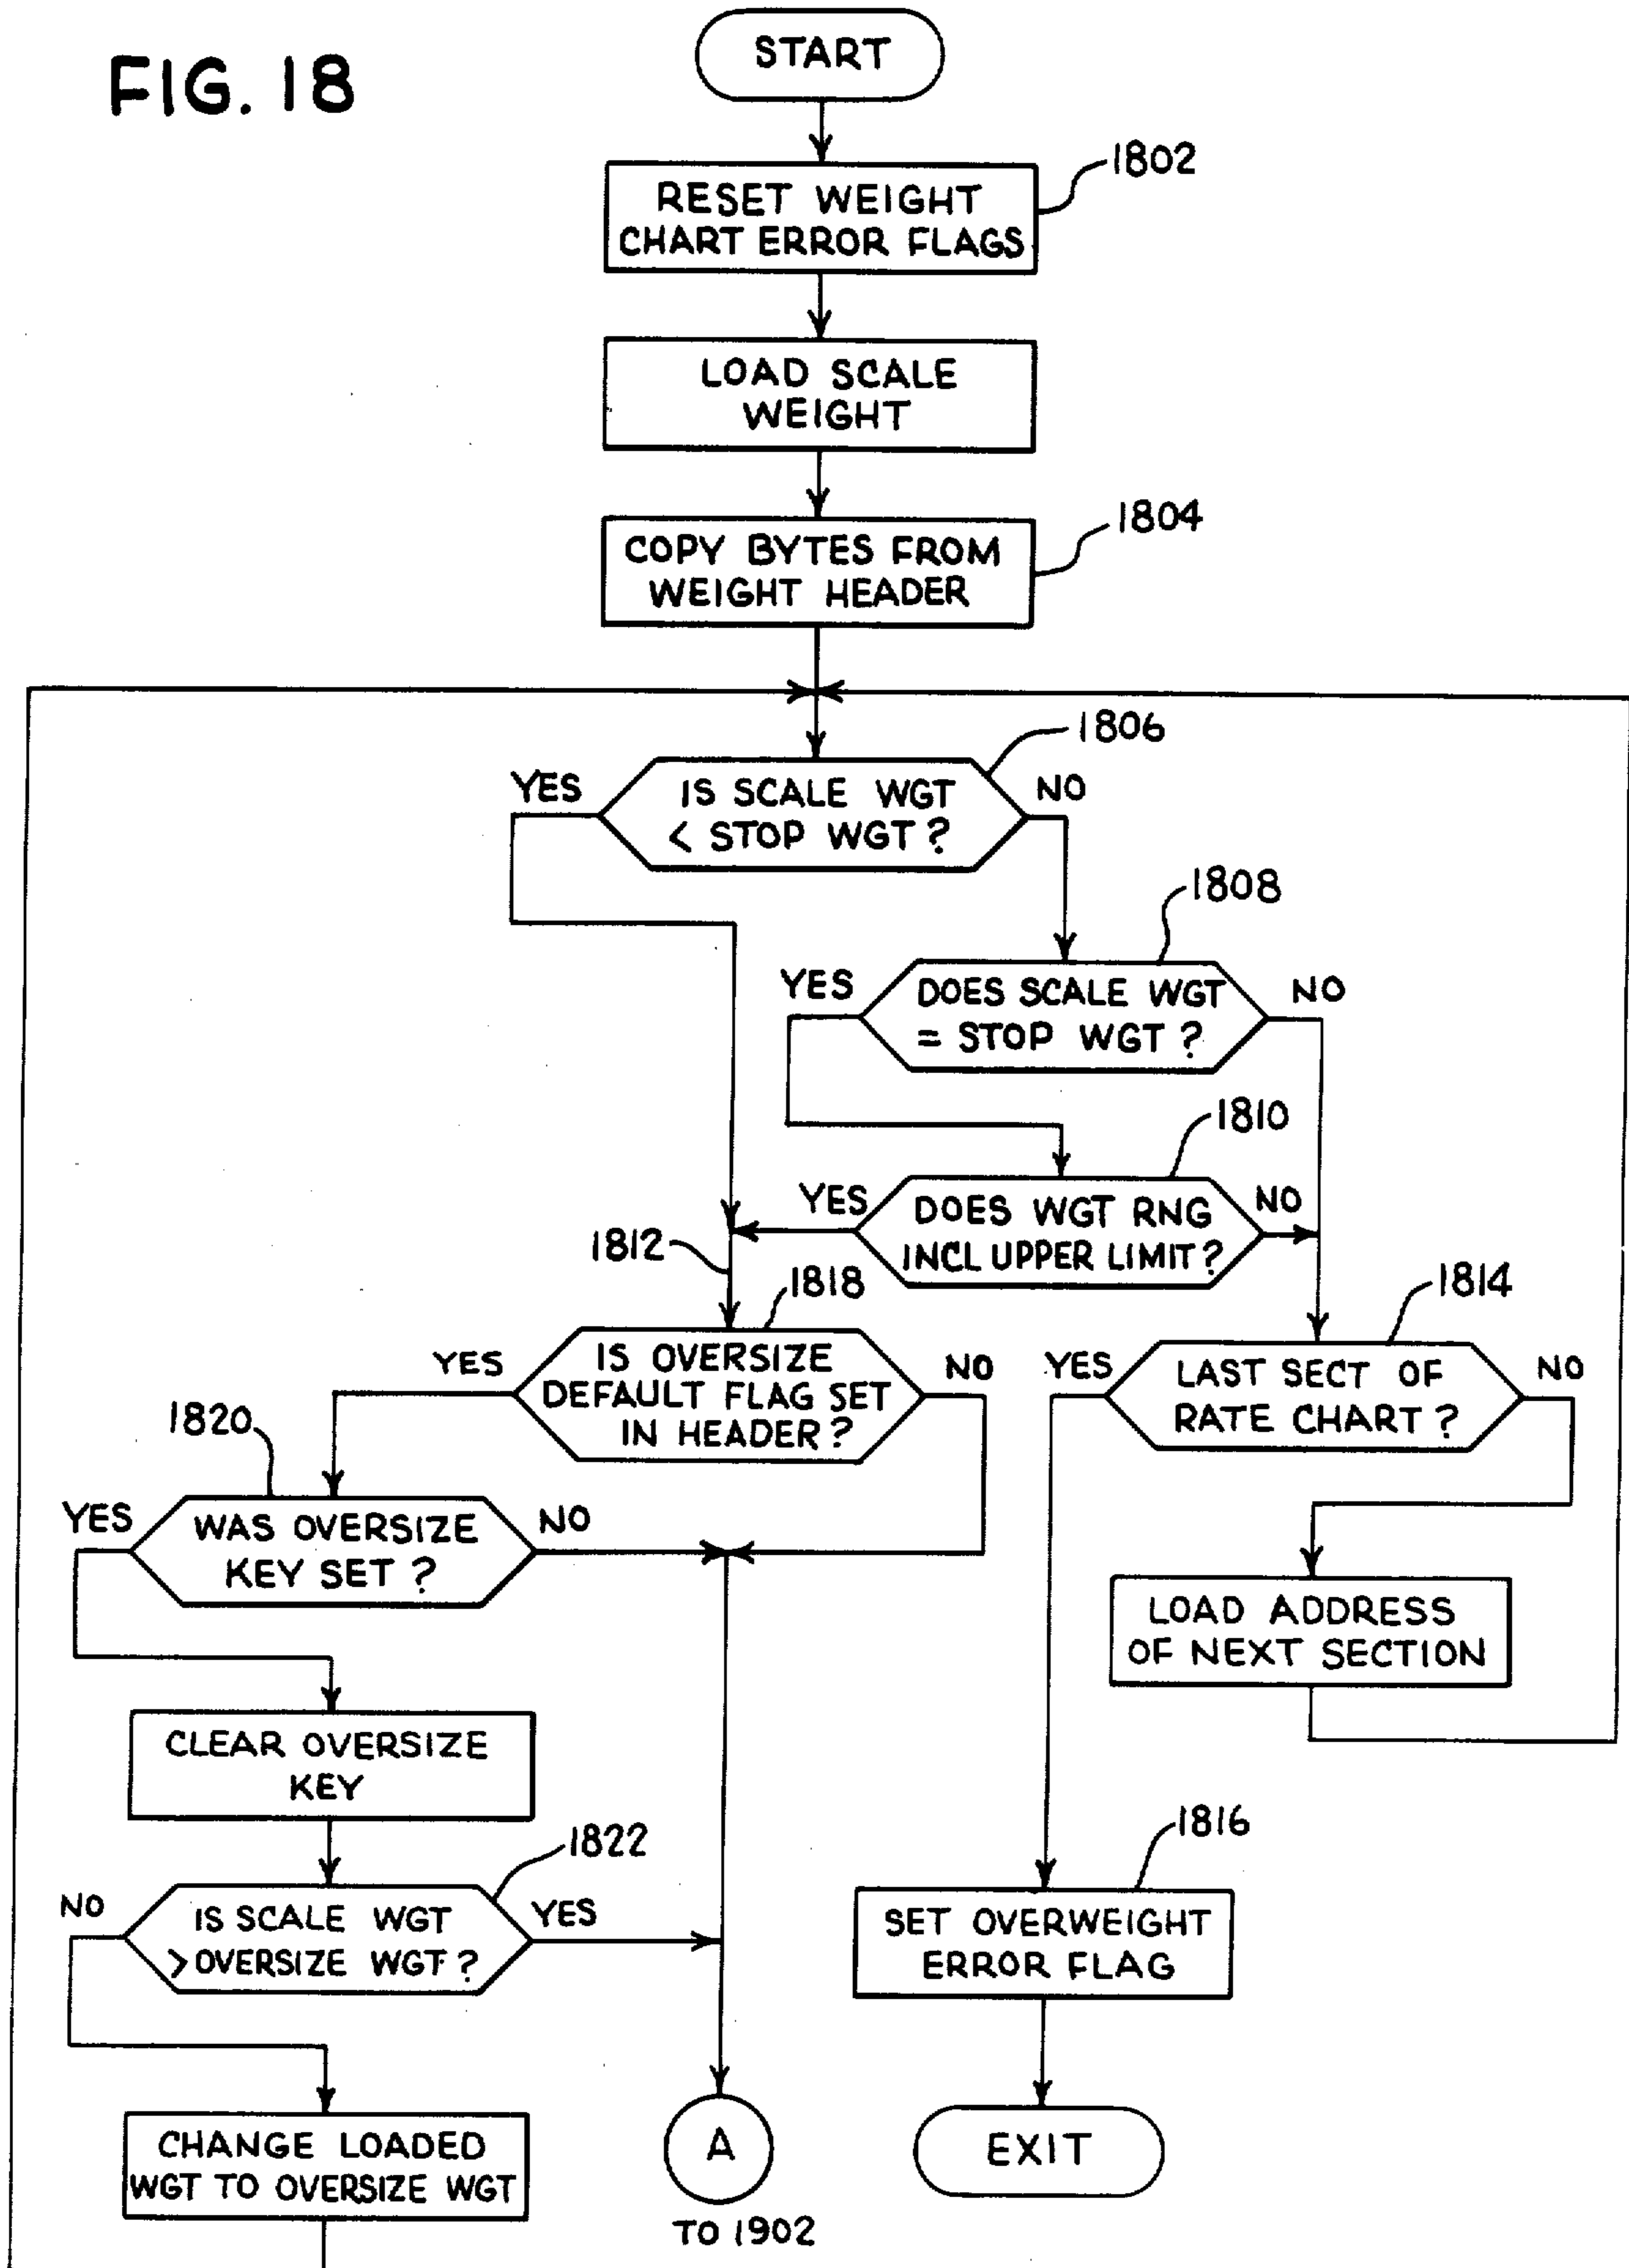 FIG. 18
START
1802
RESET WEIGHT
CHART ERROR FLAGS
LOAD SCALE
WEIGHT
1804
COPY BYTES FROM
WEIGHT HEADER
1806
YES
IS SCALE WGT
< STOP WGT?
NO
1808
YES
DOES SCALE WGT
= STOP WGT?
NO
1810
YES
DOES WGT RNG
INCL UPPER LIMIT?
NO
1812
1818
YES
IS OVERSIZE
DEFAULT FLAG SET
IN HEADER?
NO
1814
YES
LAST SECT OF
RATE CHART?
NO
1820
YES
WAS OVERSIZE
KEY SET?
NO
LOAD ADDRESS
OF NEXT SECTION
CLEAR OVERSIZE
KEY
1822
NO
IS SCALE WGT
> OVERSIZE WGT?
YES
1816
SET OVERWEIGHT
ERROR FLAG
CHANGE LOADED
WGT TO OVERSIZE WGT
A
TO 1902
EXIT